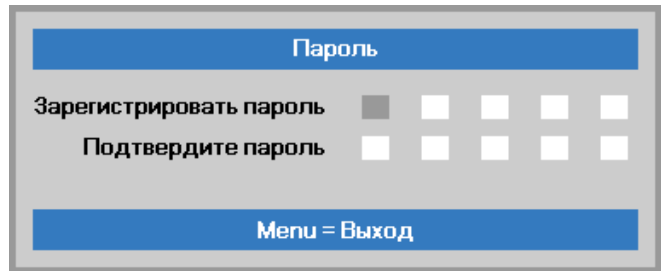 Пароль
Зарегистрировать пароль
Подтвердите пароль
Menu = Выход